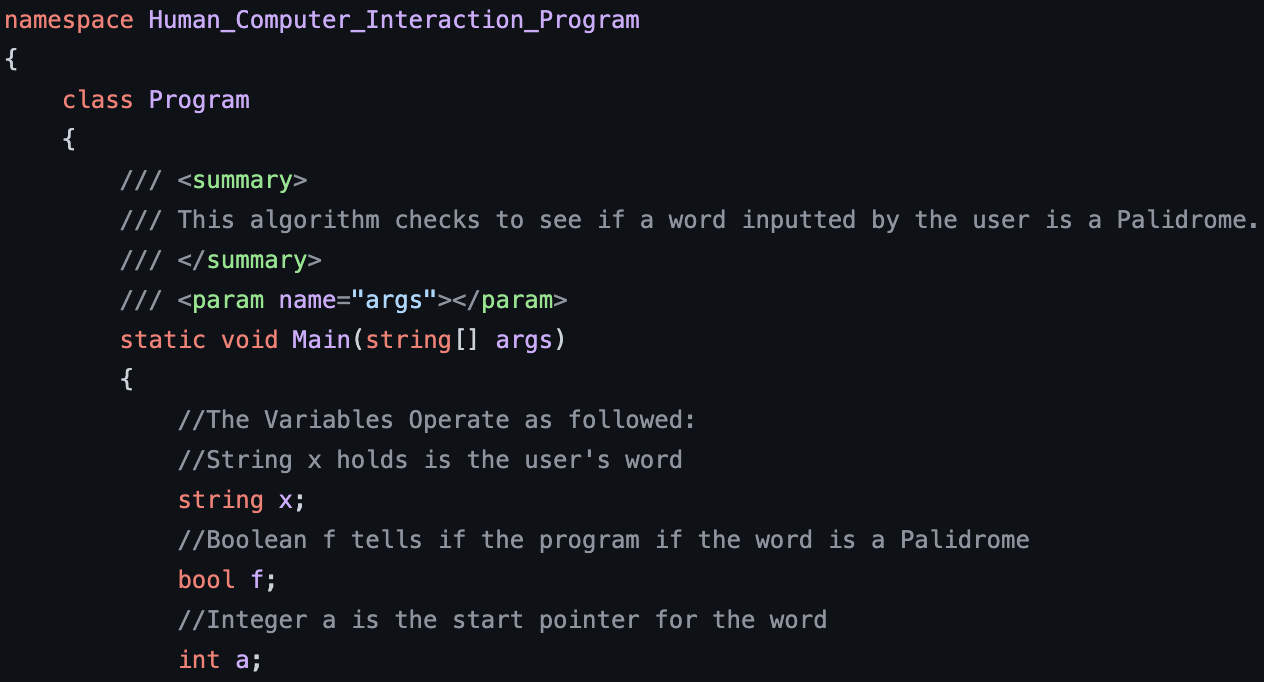 namespace Human_Computer_Interaction_Program
{
    class Program
    {
        /// <summary>
        /// This algorithm checks to see if a word inputted by the user is a Palidrome.
        /// </summary>
        /// <param name="args"></param>
        static void Main(string[] args)
        {
            //The Variables Operate as followed:
            //String x holds is the user's word
            string x;
            //Boolean f tells if the program if the word is a Palidrome
            bool f;
            //Integer a is the start pointer for the word
            int a;